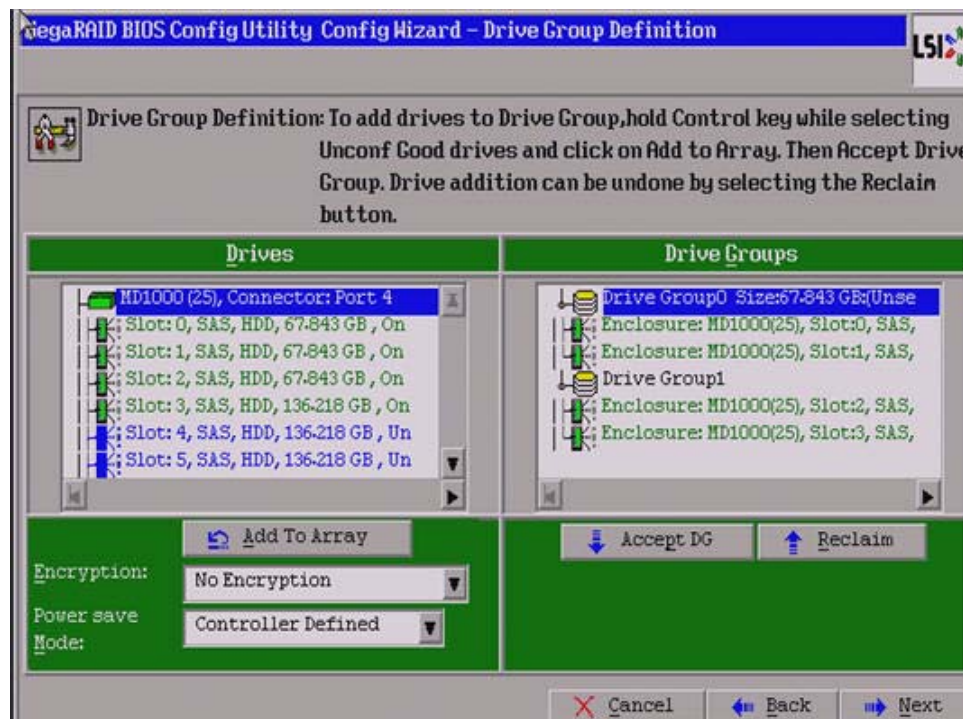 MegaRAID BIOS Config Utility Config Wizard – Drive Group Definition
LSI
Drive Group Definition: To add drives to Drive Group,hold Control key while selecting
Unconf Good drives and click on Add to Array. Then Accept Drive
Group. Drive addition can be undone by selecting the Reclaim
button.
Drives
MD1000 (25), Connector: Port 4
Slot: 0, SAS, HDD, 67.843 GB , On
Slot: 1, SAS, HDD, 67.843 GB , On
Slot: 2, SAS, HDD, 67.843 GB , On
Slot: 3, SAS, HDD, 136.218 GB , On
Slot: 4, SAS, HDD, 136.218 GB , Un
Slot: 5, SAS, HDD, 136.218 GB , Un
Add To Array
Encryption:
No Encryption
Power save
Mode:
Controller Defined
Drive Groups
Drive Group0 Size:67.843 GB:(Unse
Enclosure: MD1000(25), Slot:0, SAS,
Enclosure: MD1000(25), Slot:1, SAS,
Drive Group1
Enclosure: MD1000(25), Slot:2, SAS,
Enclosure: MD1000(25), Slot:3, SAS,
Accept DG
Reclaim
Cancel
Back
Next